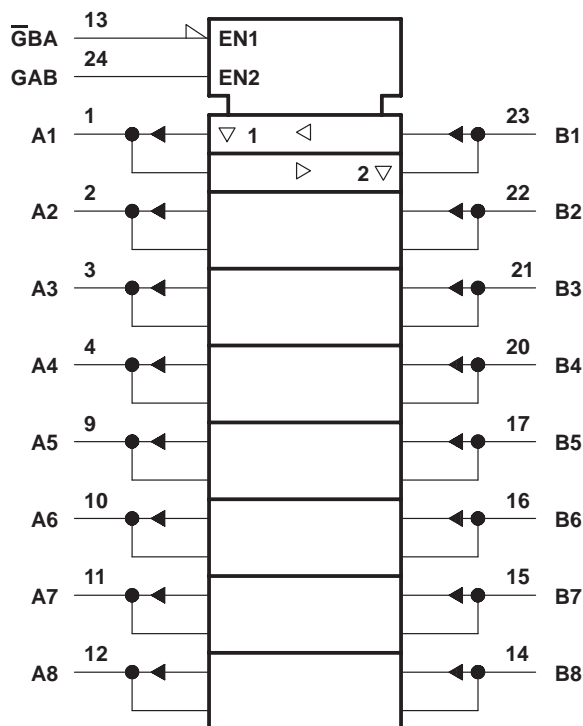 G̅BA 13 EN1
GAB 24 EN2
A1 1 1 23 B1
2
A2 2 22 B2
A3 3 21 B3
A4 4 20 B4
A5 9 17 B5
A6 10 16 B6
A7 11 15 B7
A8 12 14 B8